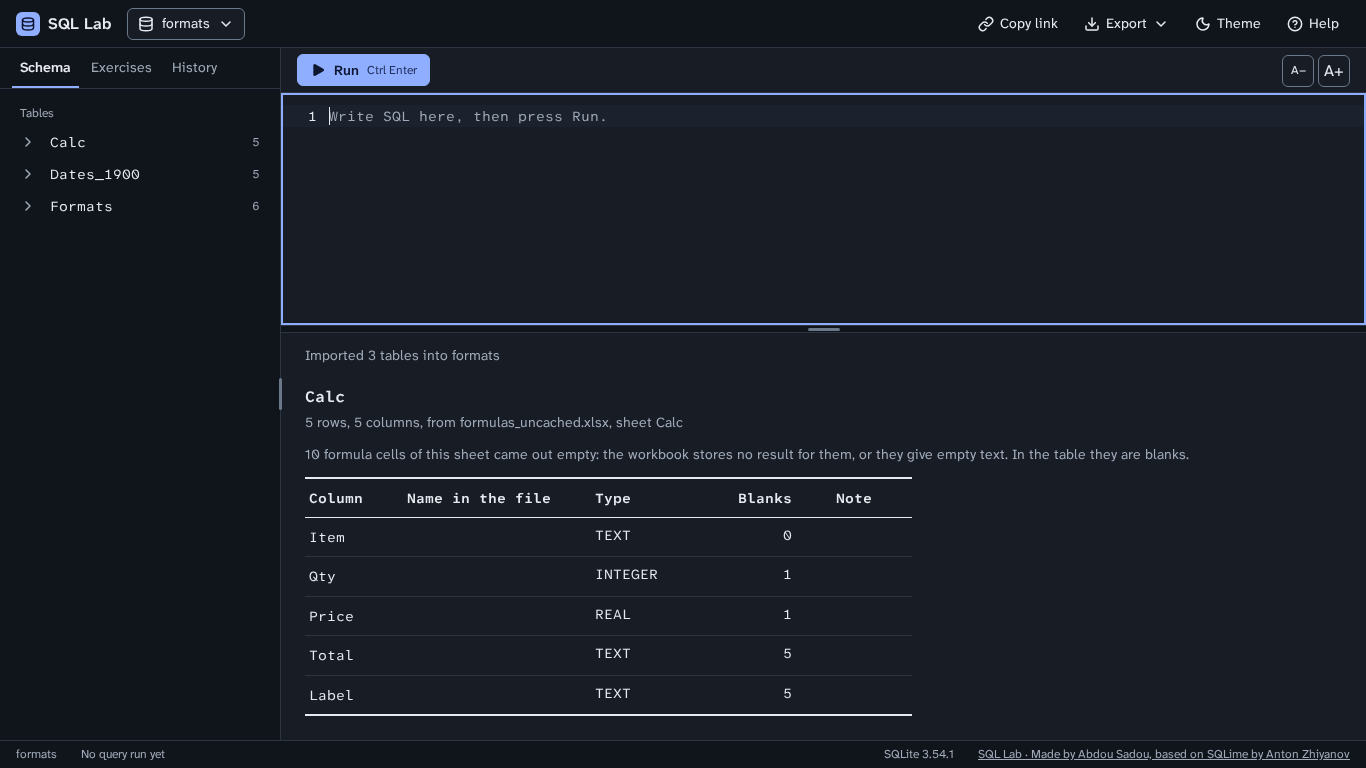 SQL Lab
formats
Copy link
Export
Theme
Help
Schema
Exercises
History
Run Ctrl Enter
A−
A+
Tables
Calc 5
Dates_1900 5
Formats 6
1 Write SQL here, then press Run.
Imported 3 tables into formats
Calc
5 rows, 5 columns, from formulas_uncached.xlsx, sheet Calc
10 formula cells of this sheet came out empty: the workbook stores no result for them, or they give empty text. In the table they are blanks.
Column Name in the file Type Blanks Note
Item TEXT 0
Qty INTEGER 1
Price REAL 1
Total TEXT 5
Label TEXT 5
formats
No query run yet
SQLite 3.54.1
SQL Lab · Made by Abdou Sadou, based on SQLime by Anton Zhiyanov